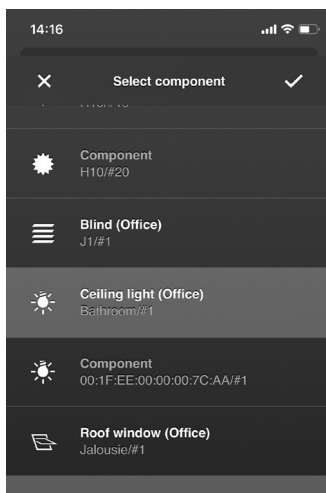 14:16
Select component
Component
H10/#20
Blind (Office)
J1/#1
Ceiling light (Office)
Bathroom/#1
Component
00:1F:EE:00:00:00:7C:AA/#1
Roof window (Office)
Jalousie/#1